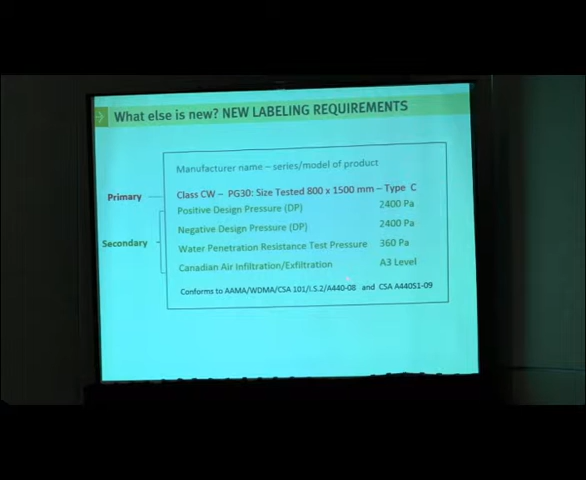 What else is new? NEW LABELING REQUIREMENTS
Manufacturer name – series/model of product
Primary
Class CW – PG30: Size Tested 800 x 1500 mm – Type C
Positive Design Pressure (DP) 2400 Pa
Negative Design Pressure (DP) 2400 Pa
Secondary
Water Penetration Resistance Test Pressure 360 Pa
Canadian Air Infiltration/Exfiltration A3 Level
Conforms to AAMA/WDMA/CSA 101/I.S.2/A440-08 and CSA A440S1-09